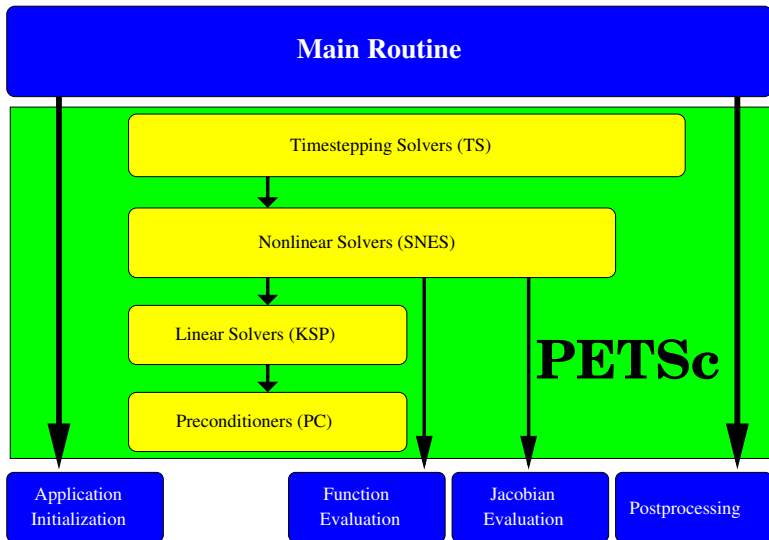 Main Routine
Timestepping Solvers (TS)
Nonlinear Solvers (SNES)
Linear Solvers (KSP)
PETSc
Preconditioners (PC)
Application
Initialization
Function
Evaluation
Jacobian
Evaluation
Postprocessing